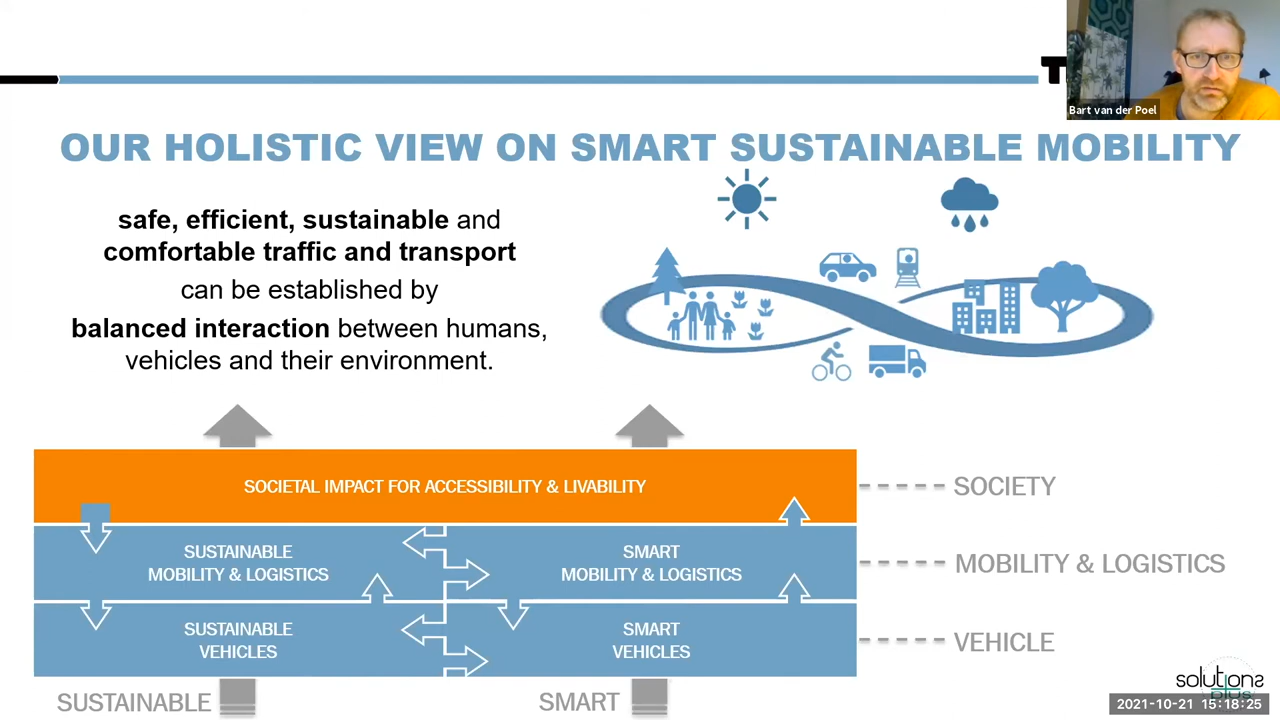 Bart van der Poel
OUR HOLISTIC VIEW ON SMART SUSTAINABLE MOBILITY
safe, efficient, sustainable and
comfortable traffic and transport
can be established by
balanced interaction between humans,
vehicles and their environment.
SOCIETAL IMPACT FOR ACCESSIBILITY & LIVABILITY
SOCIETY
SUSTAINABLE
MOBILITY & LOGISTICS
SMART
MOBILITY & LOGISTICS
MOBILITY & LOGISTICS
SUSTAINABLE
VEHICLES
SMART
VEHICLES
VEHICLE
SUSTAINABLE
SMART
solutions
plus
2021-10-21 15:18:25